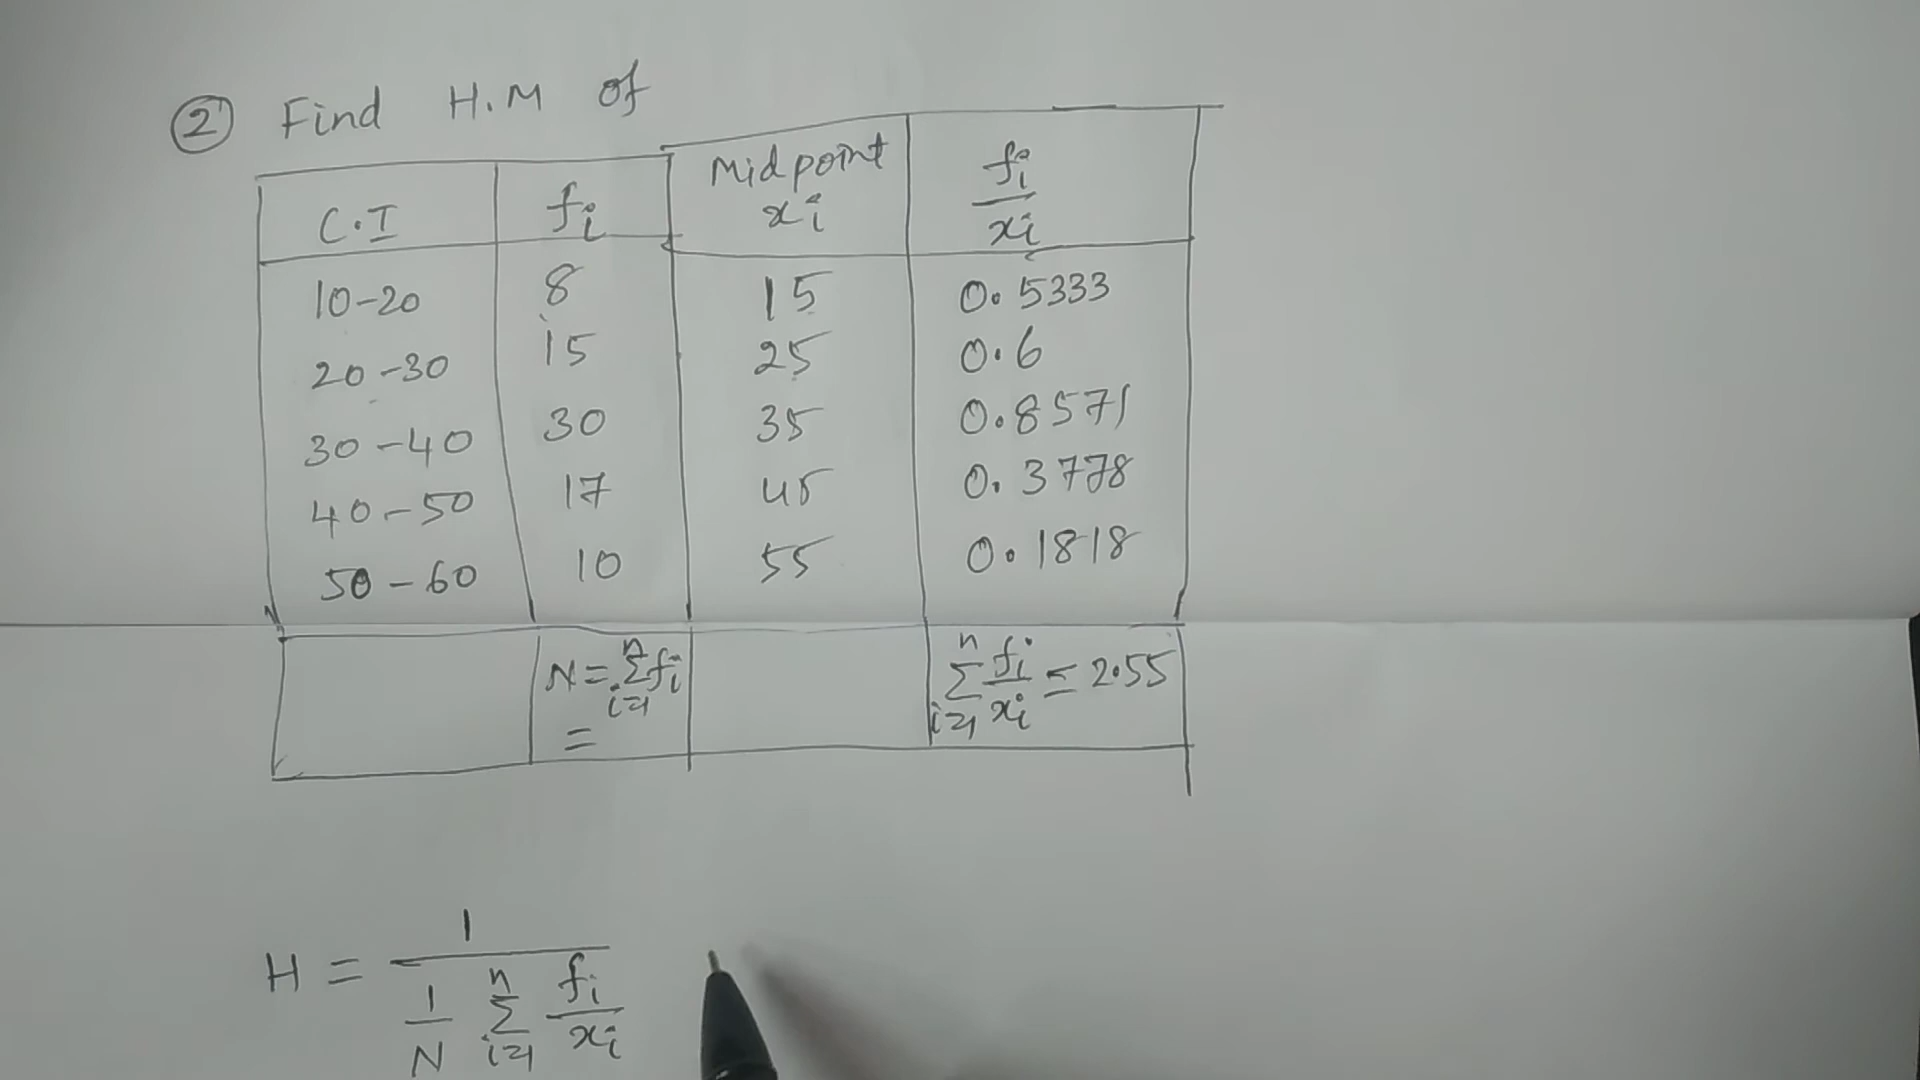 2 Find H.M of
C.I fi Midpoint xi fi/xi
10-20 8 15 0.5333
20-30 15 25 0.6
30-40 30 35 0.8571
40-50 17 45 0.3778
50-60 10 55 0.1818
N = n Σ i=1 fi = n Σ i=1 fi/xi = 2.55
H = 1 / 1/N n Σ i=1 fi/xi